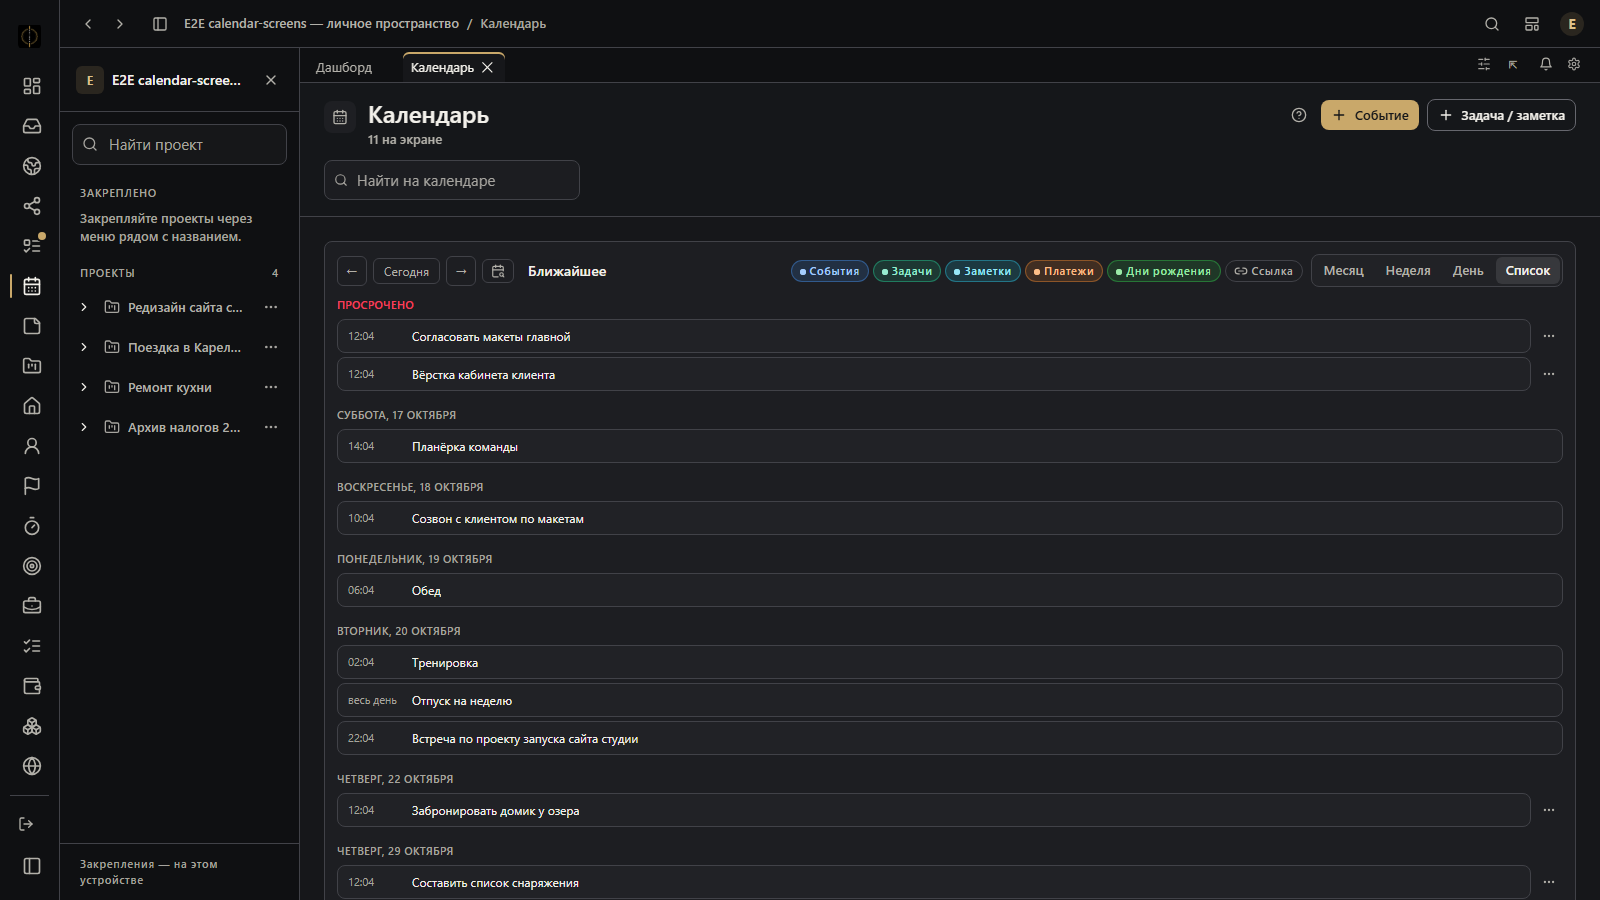 E2E calendar-screens — личное пространство / Календарь
E
E E2E calendar-scree...
Найти проект
ЗАКРЕПЛЕНО
Закрепляйте проекты через
меню рядом с названием.
ПРОЕКТЫ 4
Редизайн сайта с...
Поездка в Карел...
Ремонт кухни
Архив налогов 2...
Закрепления — на этом
устройстве
Дашборд Календарь
Календарь
11 на экране
Событие Задача / заметка
Найти на календаре
Сегодня Ближайшее События Задачи Заметки Платежи Дни рождения Ссылка Месяц Неделя День Список
ПРОСРОЧЕНО
12:04 Согласовать макеты главной
12:04 Вёрстка кабинета клиента
СУББОТА, 17 ОКТЯБРЯ
14:04 Планёрка команды
ВОСКРЕСЕНЬЕ, 18 ОКТЯБРЯ
10:04 Созвон с клиентом по макетам
ПОНЕДЕЛЬНИК, 19 ОКТЯБРЯ
06:04 Обед
ВТОРНИК, 20 ОКТЯБРЯ
02:04 Тренировка
весь день Отпуск на неделю
22:04 Встреча по проекту запуска сайта студии
ЧЕТВЕРГ, 22 ОКТЯБРЯ
12:04 Забронировать домик у озера
ЧЕТВЕРГ, 29 ОКТЯБРЯ
12:04 Составить список снаряжения